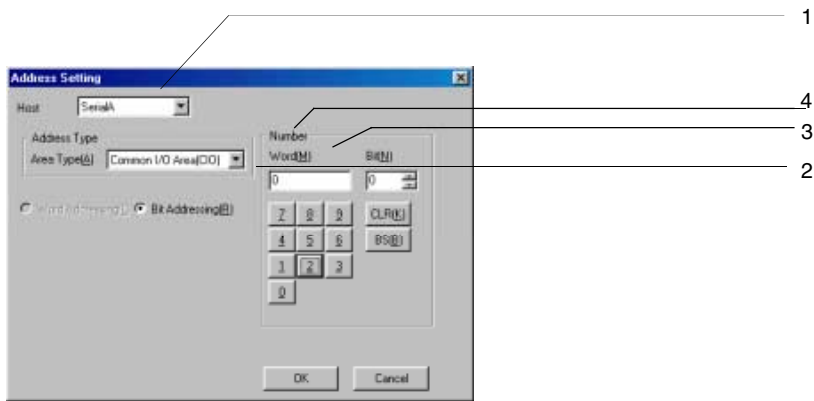 1
Address Setting
Host SerialA
4
Address Type
Number
3
Area Type(A) Common I/O Area(CIO)
Word(M) Bit(N)
2
0 0
Bit Addressing(R)
7 8 9 CLR(K)
4 5 6 BS(B)
1 2 3
0
OK Cancel